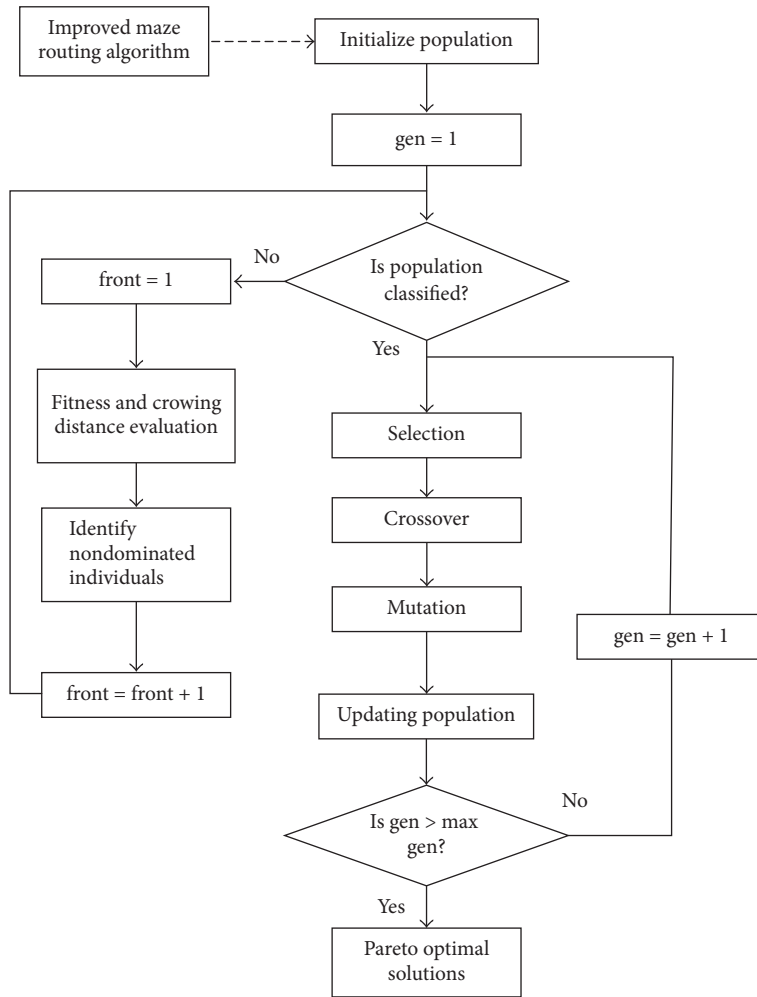 Improved maze
routing algorithm
Initialize population
gen = 1
Is population
classified?
No
front = 1
Yes
Fitness and crowing
distance evaluation
Selection
Identify
nondominated
individuals
Crossover
Mutation
gen = gen + 1
front = front + 1
Updating population
Is gen > max
gen?
No
Yes
Pareto optimal
solutions